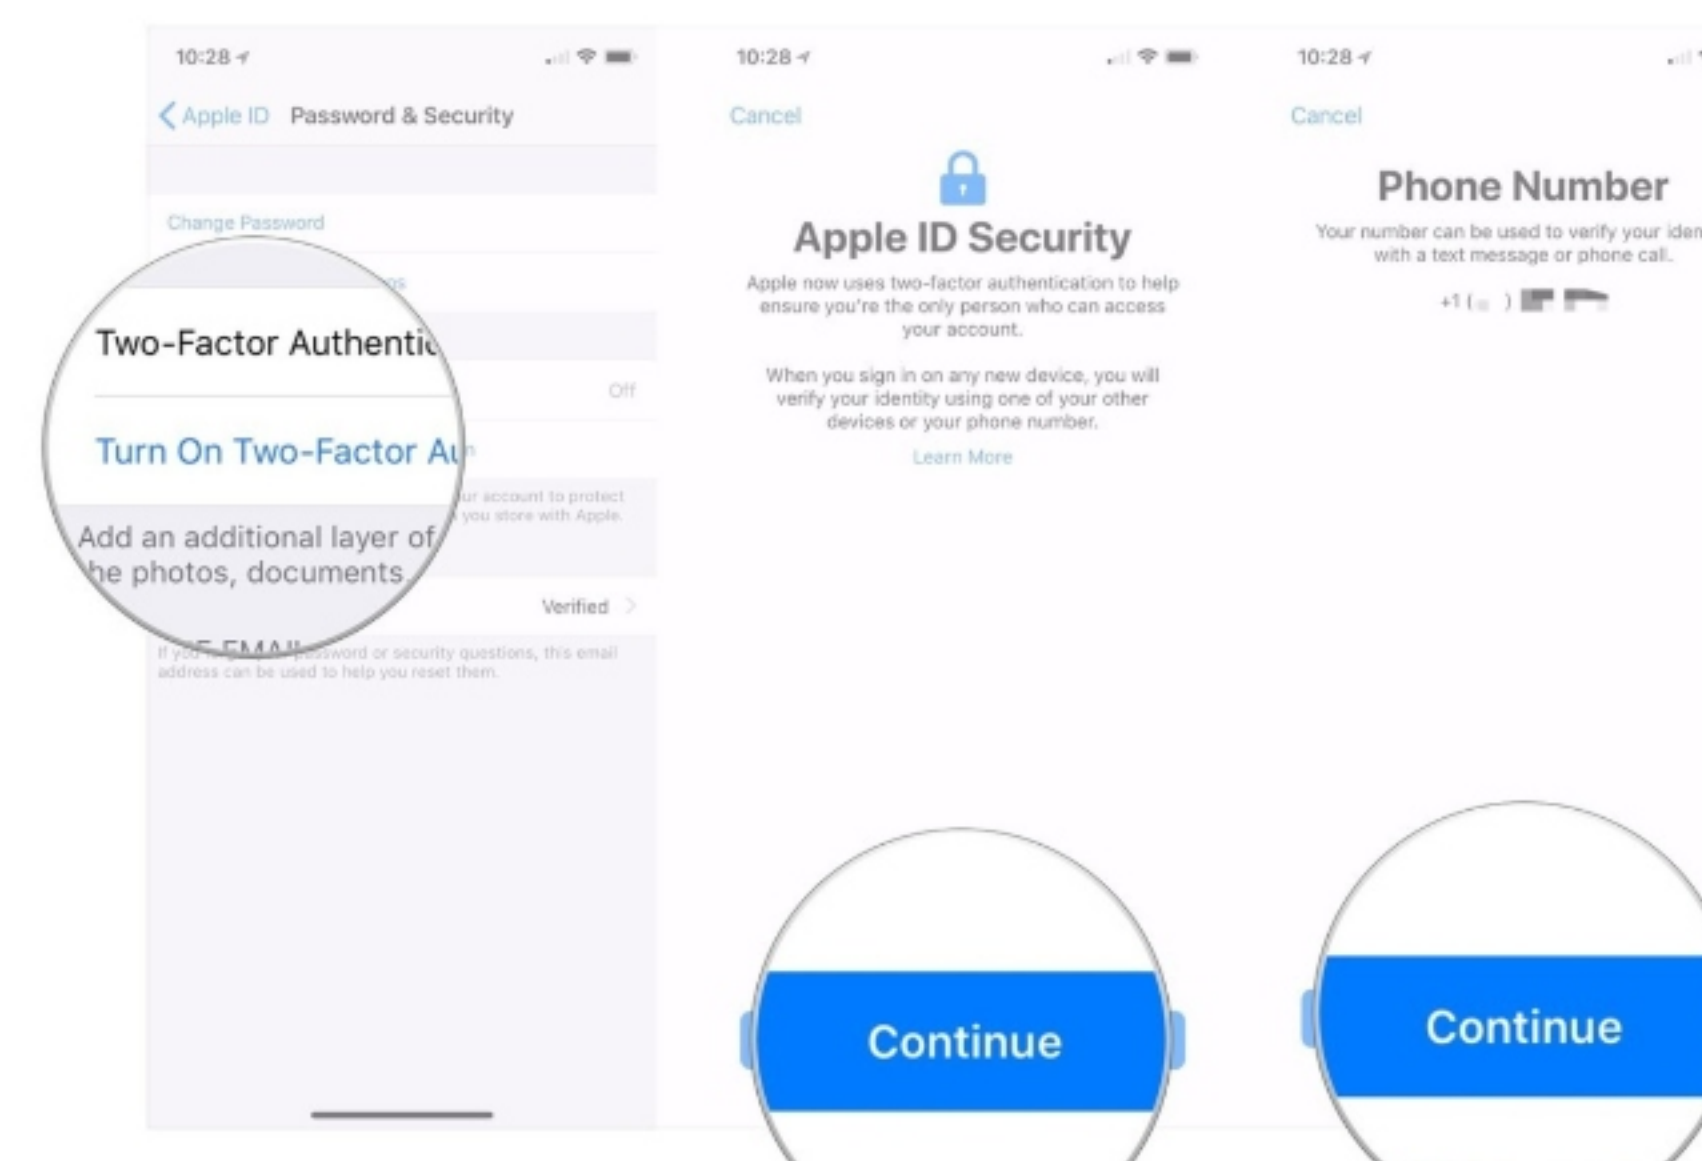 10:28
Apple ID Password & Security
Change Password
Two-Factor Authentic
Off
Turn On Two-Factor Au
ur account to protect
you store with Apple.
Add an additional layer of
he photos, documents,
Verified
EMAIL
If you
password or security questions, this email
address can be used to help you reset them.
10:28
Cancel
Apple ID Security
Apple now uses two-factor authentication to help
ensure you're the only person who can access
your account.
When you sign in on any new device, you will
verify your identity using one of your other
devices or your phone number.
Learn More
Continue
10:28
Cancel
Phone Number
Your number can be used to verify your iden
with a text message or phone call.
+1 ( )
Continue